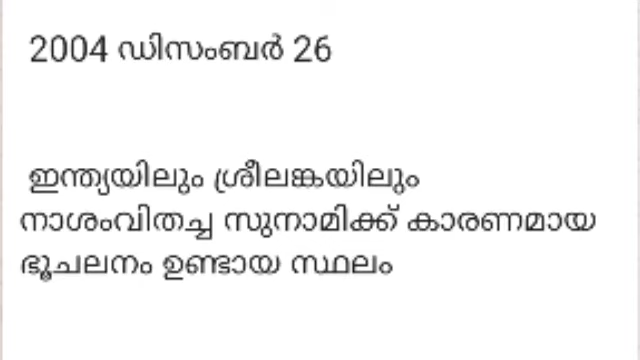 2004 ഡിസംബർ 26
ഇന്ത്യയിലും ശ്രീലങ്കയിലും
നാശംവിതച്ച സുനാമിക്ക് കാരണമായ
ഭൂചലനം ഉണ്ടായ സ്ഥലം